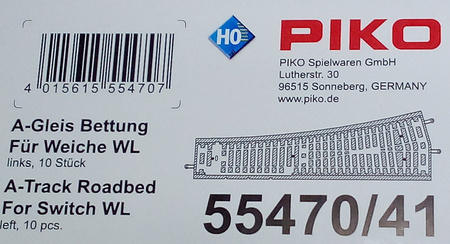 HO
PIKO
PIKO Spielwaren GmbH
Lutherstr. 30
96515 Sonneberg, GERMANY
www.piko.de
4 015615 554707
A-Gleis Bettung
Für Weiche WL
links, 10 Stück
A-Track Roadbed
For Switch WL
left, 10 pcs.
55470/41